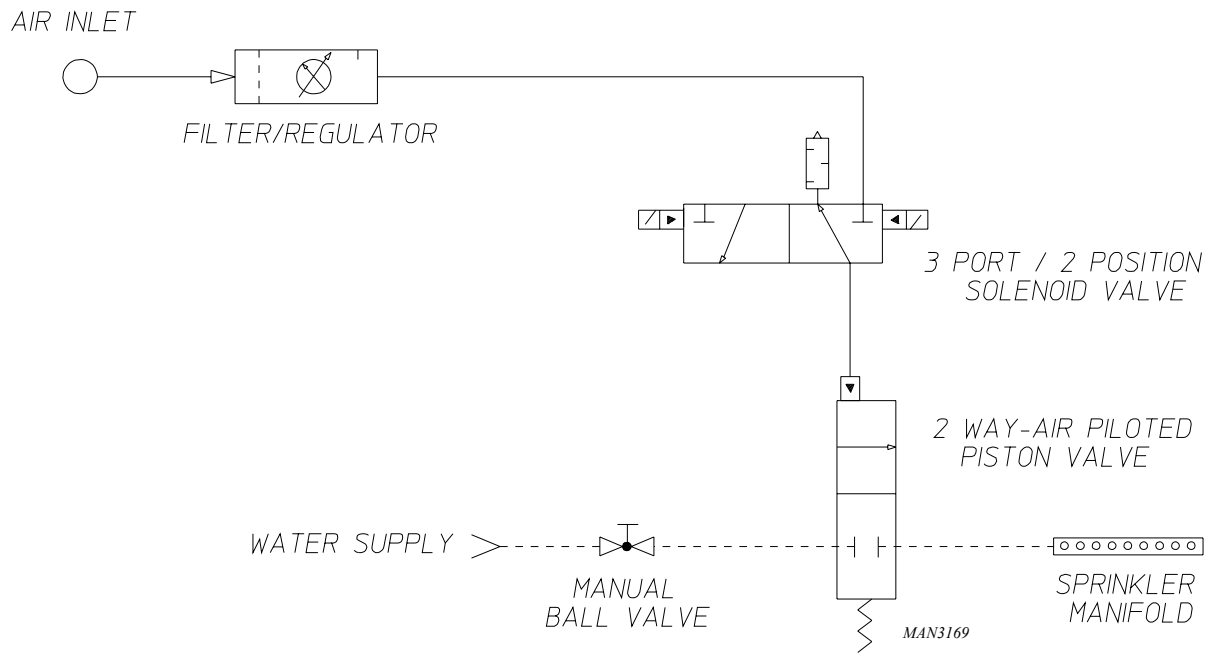 AIR INLET
FILTER/REGULATOR
3 PORT / 2 POSITION
SOLENOID VALVE
2 WAY-AIR PILOTED
PISTON VALVE
WATER SUPPLY
MANUAL
BALL VALVE
SPRINKLER
MANIFOLD
MAN3169